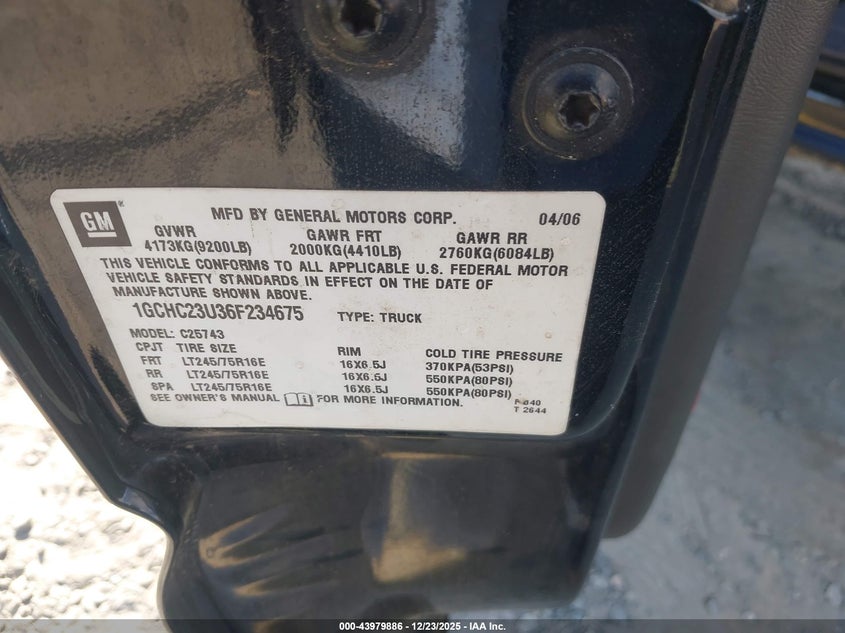 GM
MFD BY GENERAL MOTORS CORP. 04/06
GVWR GAWR FRT GAWR RR
4173KG(9200LB) 2000KG(4410LB) 2760KG(6084LB)
THIS VEHICLE CONFORMS TO ALL APPLICABLE U.S. FEDERAL MOTOR
VEHICLE SAFETY STANDARDS IN EFFECT ON THE DATE OF
MANUFACTURE SHOWN ABOVE.
1GCHC23U36F234675 TYPE: TRUCK
MODEL: C25743
CPJT TIRE SIZE RIM COLD TIRE PRESSURE
FRT LT245/75R16E 16X6.5J 370KPA(53PSI)
RR LT245/75R16E 16X6.5J 550KPA(80PSI)
SPA LT245/75R16E 16X6.5J 550KPA(80PSI)
SEE OWNER'S MANUAL FOR MORE INFORMATION.
T 2644
000-43979886 - 12/23/2025 - IAA Inc.